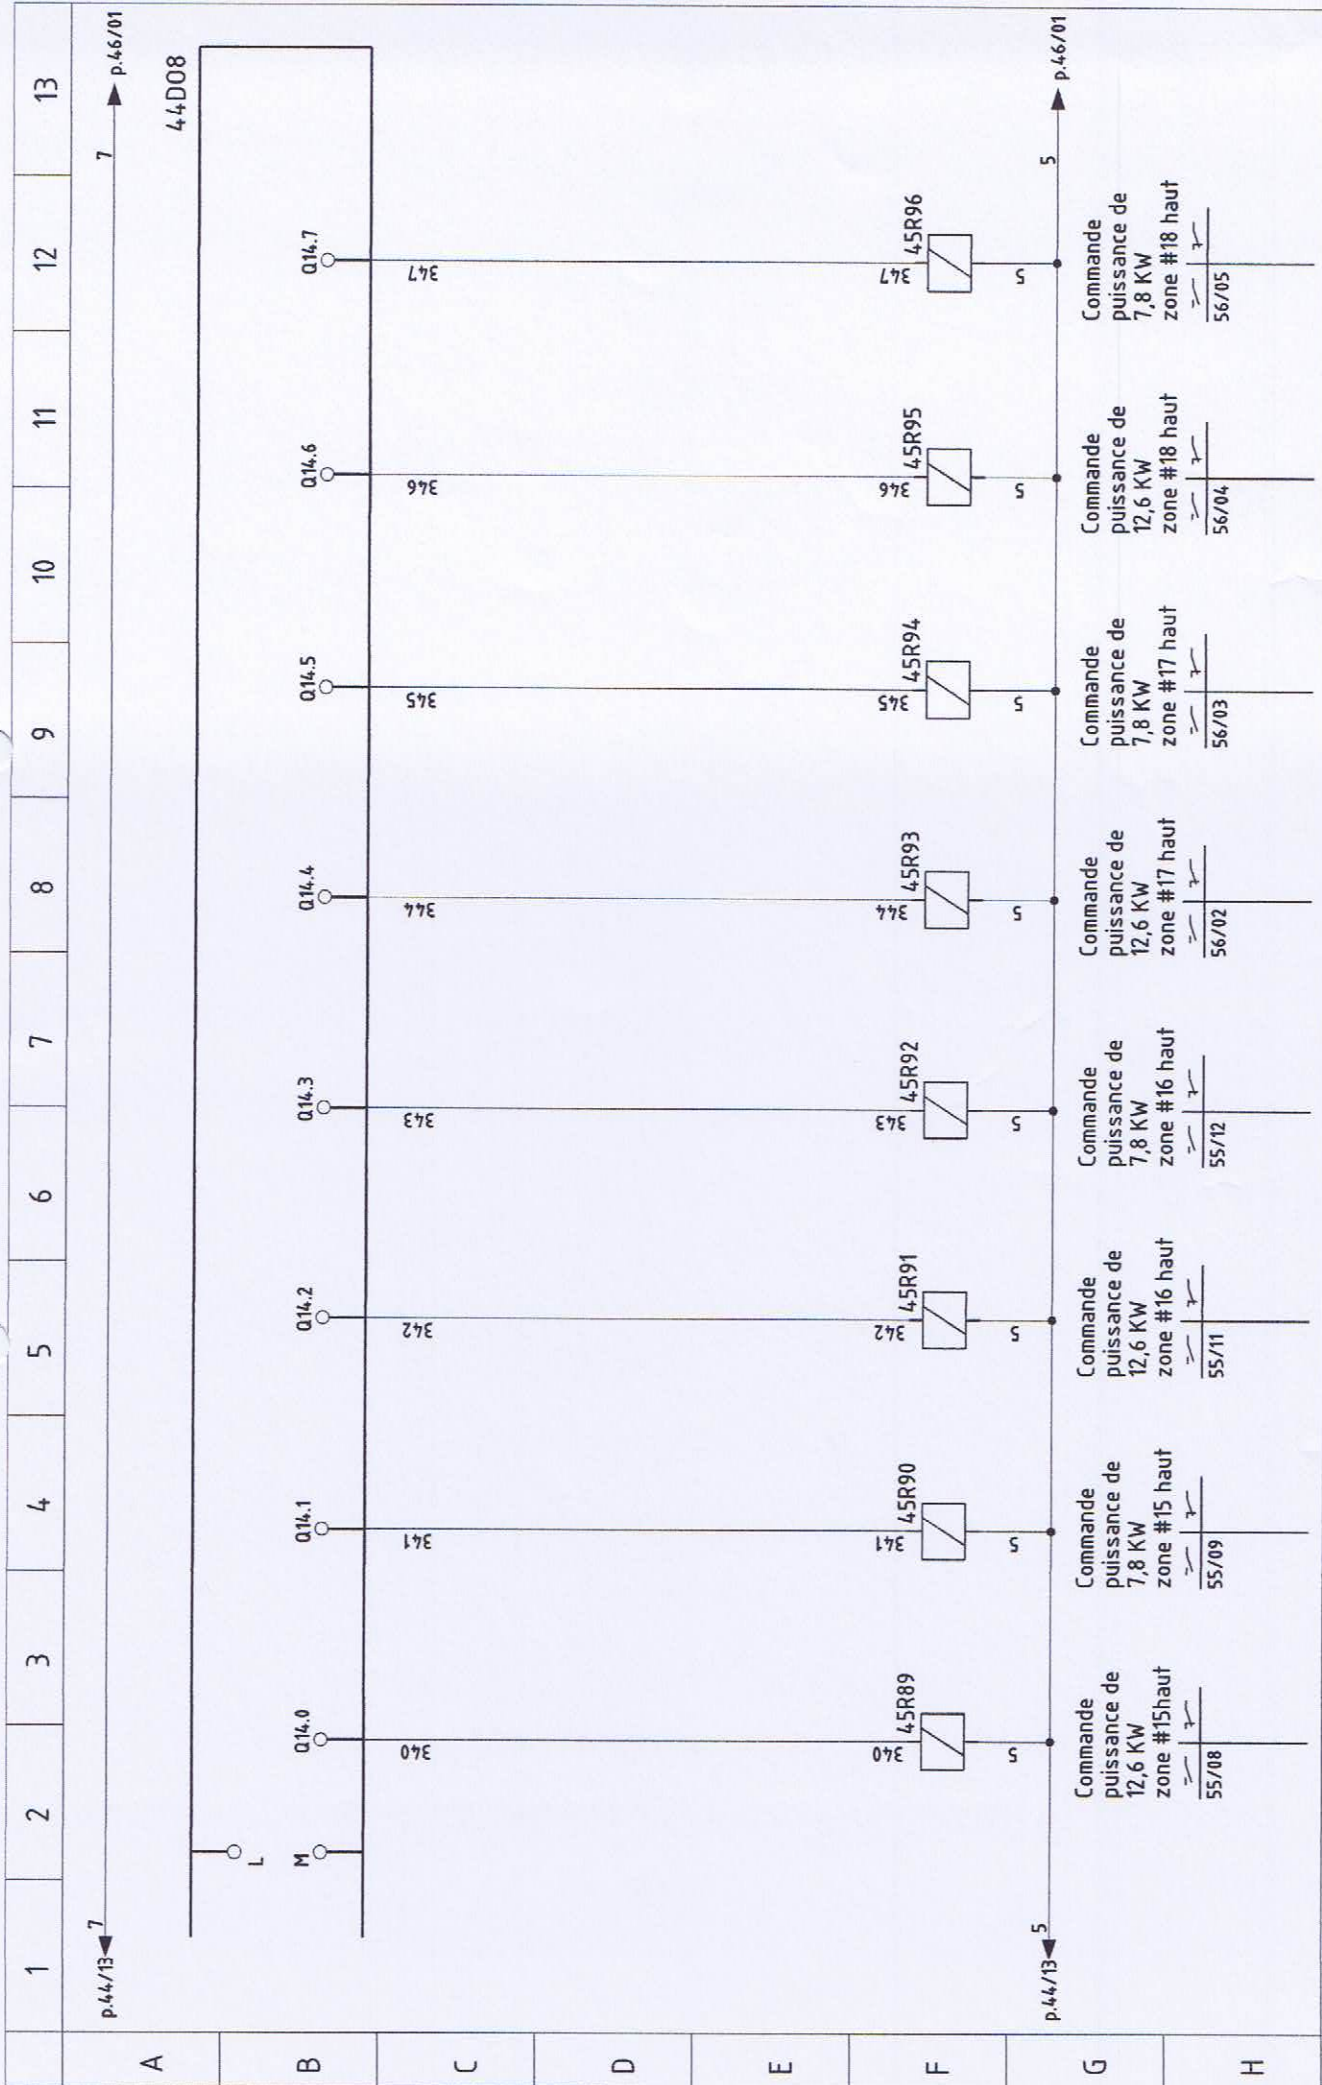 1 2 3 4 5 6 7 8 9 10 11 12 13
A
B
C
D
E
F
G
H
p.44/13 7
7 p.46/01
44D08
L
M
Q14.0 Q14.1 Q14.2 Q14.3 Q14.4 Q14.5 Q14.6 Q14.7
340 341 342 343 344 345 346 347
340 341 342 343 344 345 346 347
45R89 45R90 45R91 45R92 45R93 45R94 45R95 45R96
5 5 5 5 5 5 5 5
p.44/13 5
5 p.46/01
Commande
puissance de
12,6 KW
zone #15haut
55/08
Commande
puissance de
7,8 KW
zone #15 haut
55/09
Commande
puissance de
12,6 KW
zone #16 haut
55/11
Commande
puissance de
7,8 KW
zone #16 haut
55/12
Commande
puissance de
12,6 KW
zone #17 haut
56/02
Commande
puissance de
7,8 KW
zone #17 haut
56/03
Commande
puissance de
12,6 KW
zone #18 haut
56/04
Commande
puissance de
7,8 KW
zone #18 haut
56/05